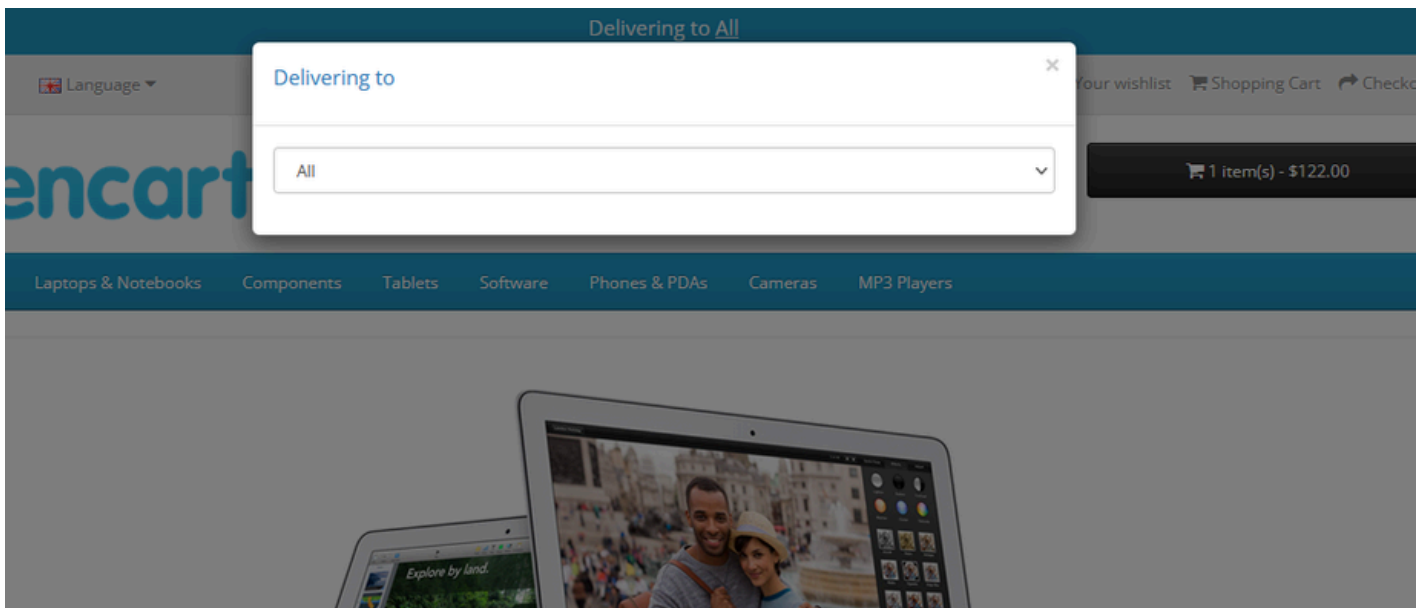 Delivering to All
Delivering to
×
Language
Your wishlist
Shopping Cart
Checko
encart
All
1 item(s) - $122.00
Laptops & Notebooks
Components
Tablets
Software
Phones & PDAs
Cameras
MP3 Players
Explore by land.